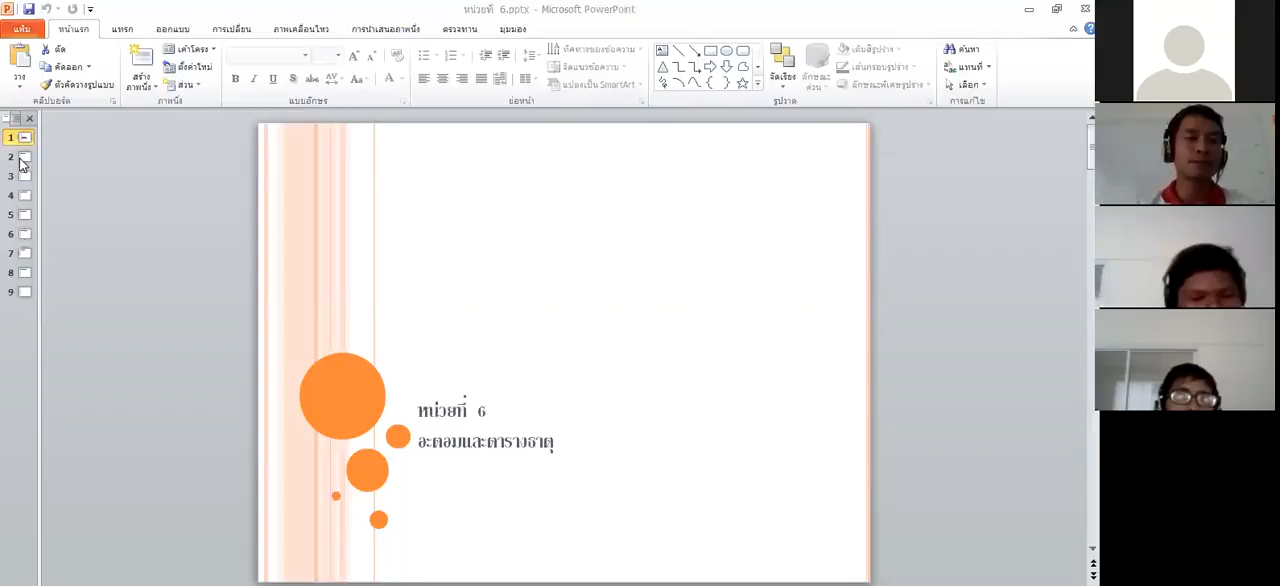 หน่วยที่ 6.pptx - Microsoft PowerPoint
แฟ้ม หน้าแรก แทรก ออกแบบ การเปลี่ยน ภาพเคลื่อนไหว การนำเสนอภาพนิ่ง ตรวจทาน มุมมอง
วาง
ตัด
คัดลอก
ตัวคัดวางรูปแบบ
คลิปบอร์ด
สร้าง
ภาพนิ่ง
เค้าโครง
ตั้งค่าใหม่
ส่วน
ภาพนิ่ง
B I U S abc AV Aa A
แบบอักษร
ทิศทางของข้อความ
จัดแนวข้อความ
แปลงเป็น SmartArt
ย่อหน้า
จัดเรียง
ลักษณะ
ด่วน
เติมสีรูปร่าง
เส้นกรอบรูปร่าง
ลักษณะพิเศษรูปร่าง
รูปวาด
ค้นหา
แทนที่
เลือก
การแก้ไข
1
2
3
4
5
6
7
8
9
หน่วยที่ 6
อะตอมและตารางธาตุ